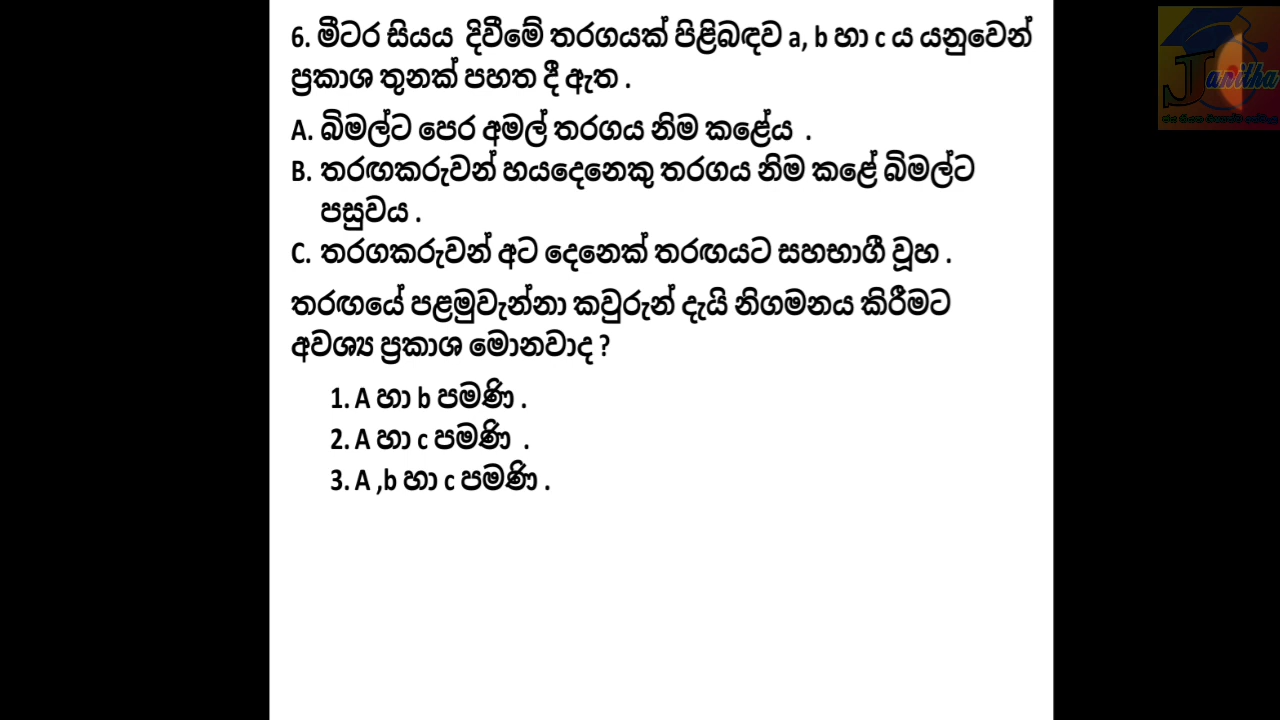 6. මීටර සියය දිවීමේ තරගයක් පිළිබඳව a, b හා c ය යනුවෙන්
ප්‍රකාශ තුනක් පහත දී ඇත .
A. බිමල්ට පෙර අමල් තරගය නිම කළේය .
B. තරඟකරුවන් හයදෙනෙකු තරගය නිම කළේ බිමල්ට
පසුවය .
C. තරගකරුවන් අට දෙනෙක් තරඟයට සහභාගී වූහ .
තරඟයේ පළමුවැන්නා කවුරුන් දැයි නිගමනය කිරීමට
අවශ්‍ය ප්‍රකාශ මොනවාද ?
1. A හා b පමණි .
2. A හා c පමණි .
3. A ,b හා c පමණි .
Janitha